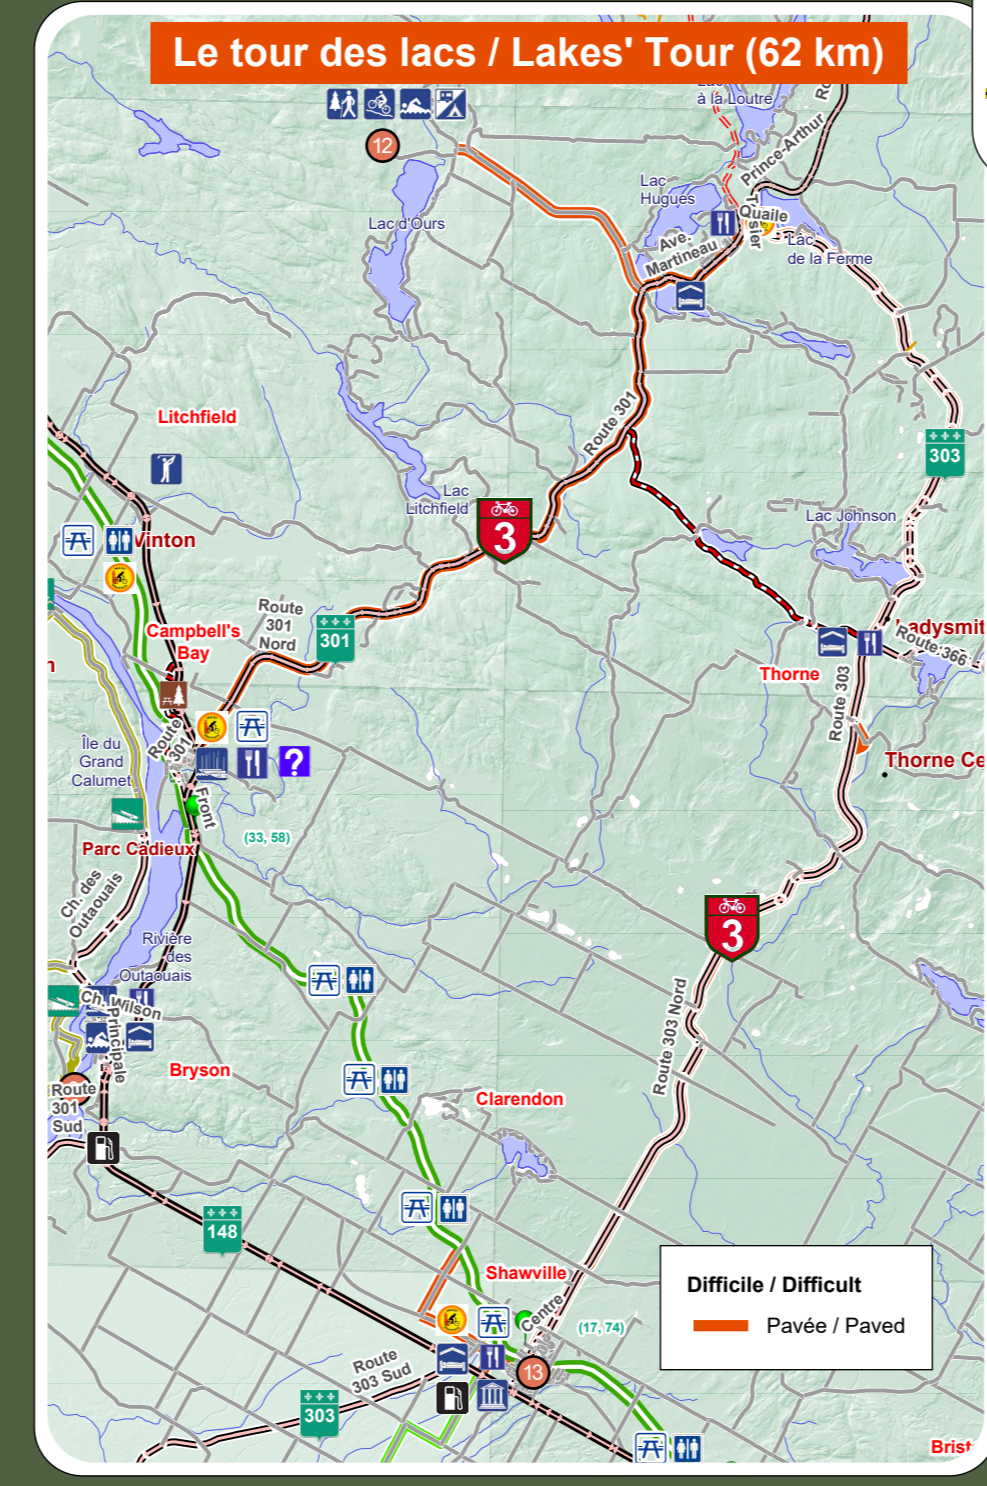 Le tour des lacs / Lakes' Tour (62 km)
à la Loutre
12
Prince-Arthur
Lac
Hugues
Quaile
Lac d'Ours
Ave.
Martineau
Lac
de la Ferme
Litchfield
Route 301
303
Lac
Litchfield
3
Lac Johnson
Vinton
Route
301
Nord
301
Campbell's
Bay
Route 366
Thorne
Route 303
Route
301
Île du
Grand
Calumet
?
Thorne Ce
Front
(33, 58)
Parc Cadieux
Ch. des
Outaouais
3
Rivière
des
Outaouais
Ch. Wilson
Principale
Route 303 Nord
Bryson
Route
301
Sud
Clarendon
148
Difficile / Difficult
Pavée / Paved
Shawville
Centre
(17, 74)
13
Route
303 Sud
303